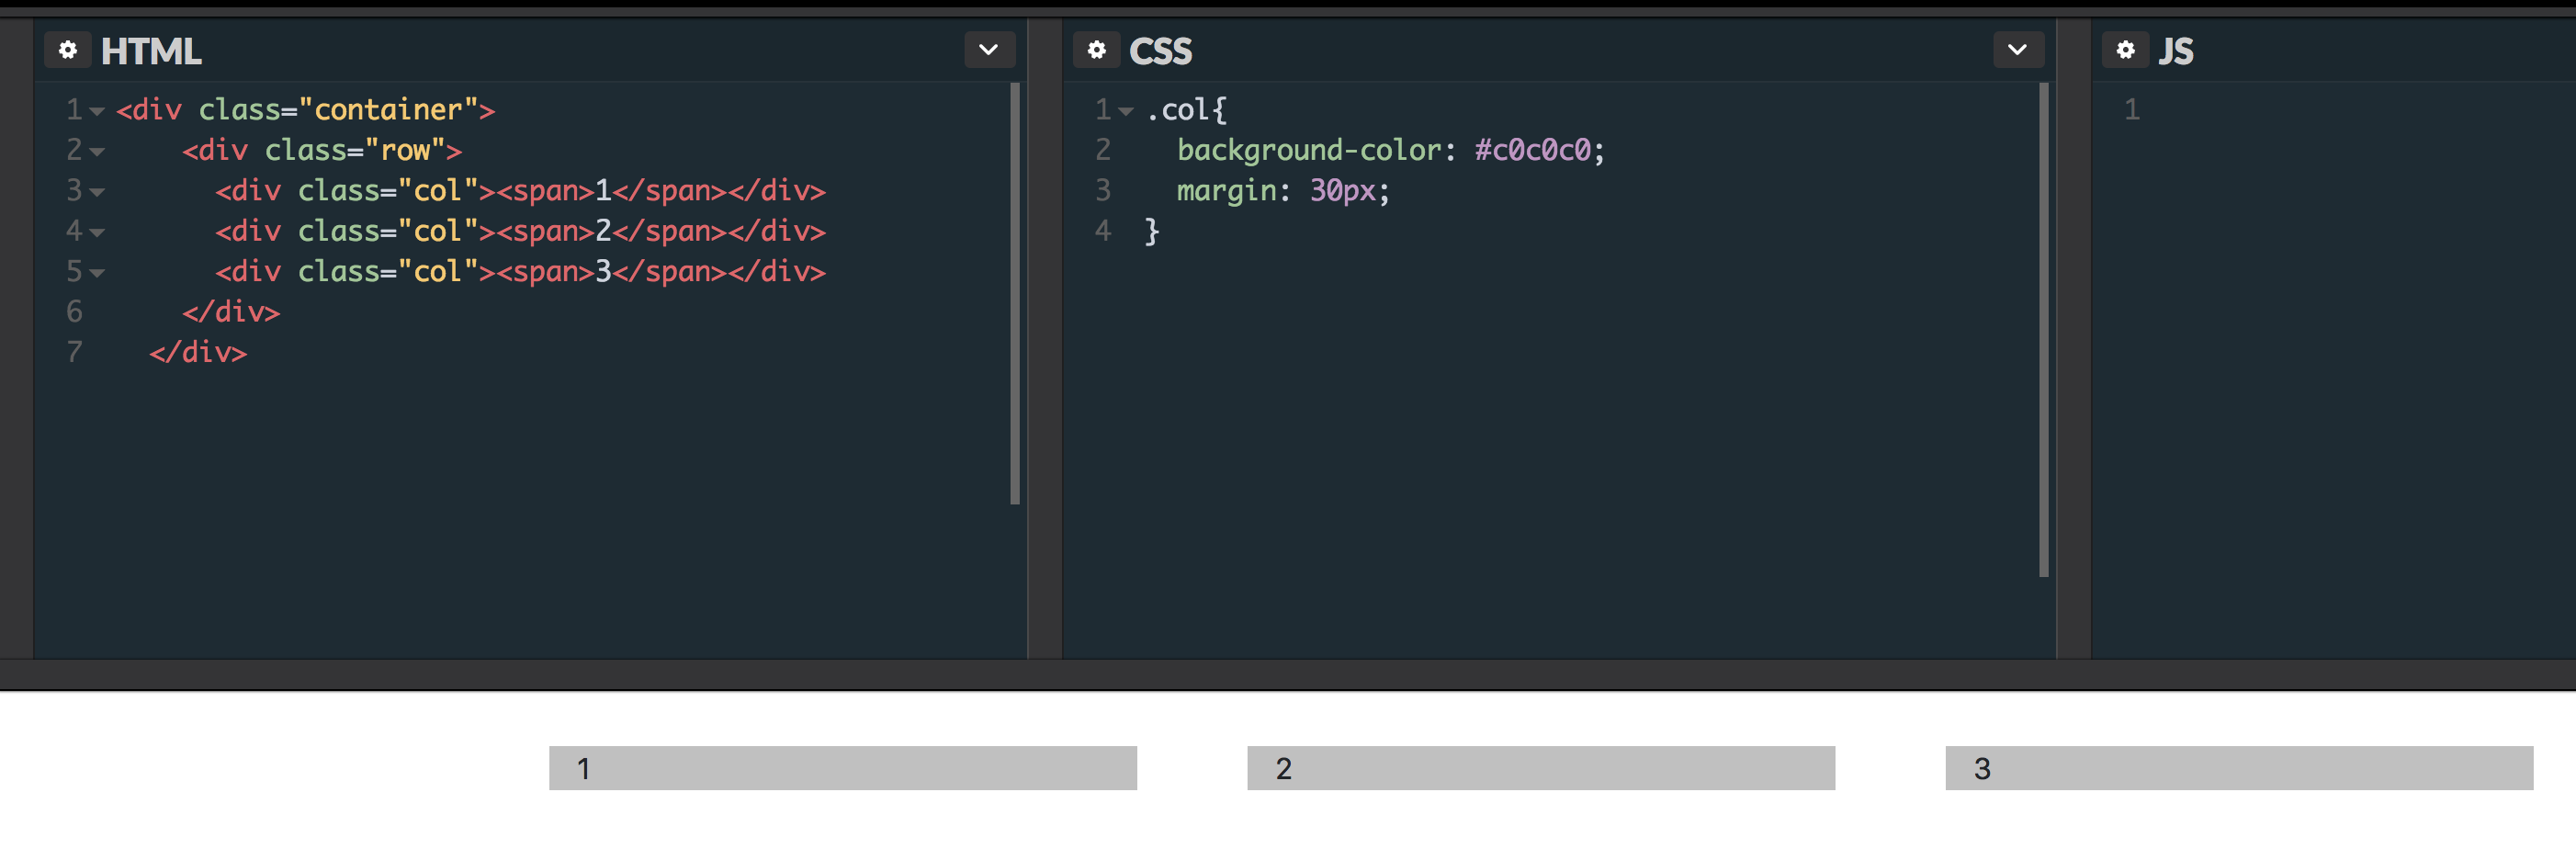 HTML
1 <div class="container">
2 <div class="row">
3 <div class="col"><span>1</span></div>
4 <div class="col"><span>2</span></div>
5 <div class="col"><span>3</span></div>
6 </div>
7 </div>
CSS
1 .col{
2 background-color: #c0c0c0;
3 margin: 30px;
4 }
JS
1
1 2 3